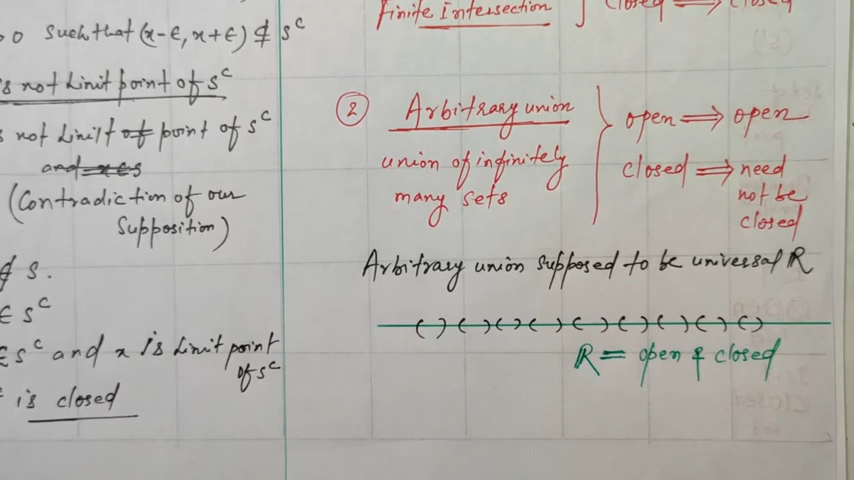 >0 such that (x-ϵ, x+ϵ) ⊄ S^c
s not limit point of S^c
s not limit of point of S^c
and x∈S
(Contradiction of our
Supposition)
∉ S.
∈ S^c
∈ S^c and x is limit point
of S^c
is closed
Finite Intersection } closed ⟹ closed
② Arbitrary union
union of infinitely
many sets
open ⟹ open
closed ⟹ need
not be
closed
Arbitrary union supposed to be universal ℝ
( ) ( ) ( ) ( ) ( ) ( ) ( ) ( ) ( )
ℝ = open & closed